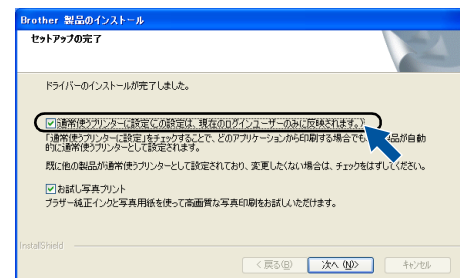 Brother 製品のインストール
セットアップの完了
ドライバーのインストールが完了しました。
通常使うプリンターに設定(この設定は、現在のログインユーザーのみに反映されます。)
「通常使うプリンターに設定」をチェックすることで、どのアプリケーションから印刷する場合でも、 品が自動
的に通常使うプリンターとして設定されます。
既に他の製品が通常使うプリンターとして設定されており、変更したくない場合は、チェックをはずしてください。
お試し写真プリント
ブラザー純正インクと写真用紙を使って高画質な写真印刷をお試しいただけます。
InstallShield
< 戻る(B)
次へ(N)>
キャンセル